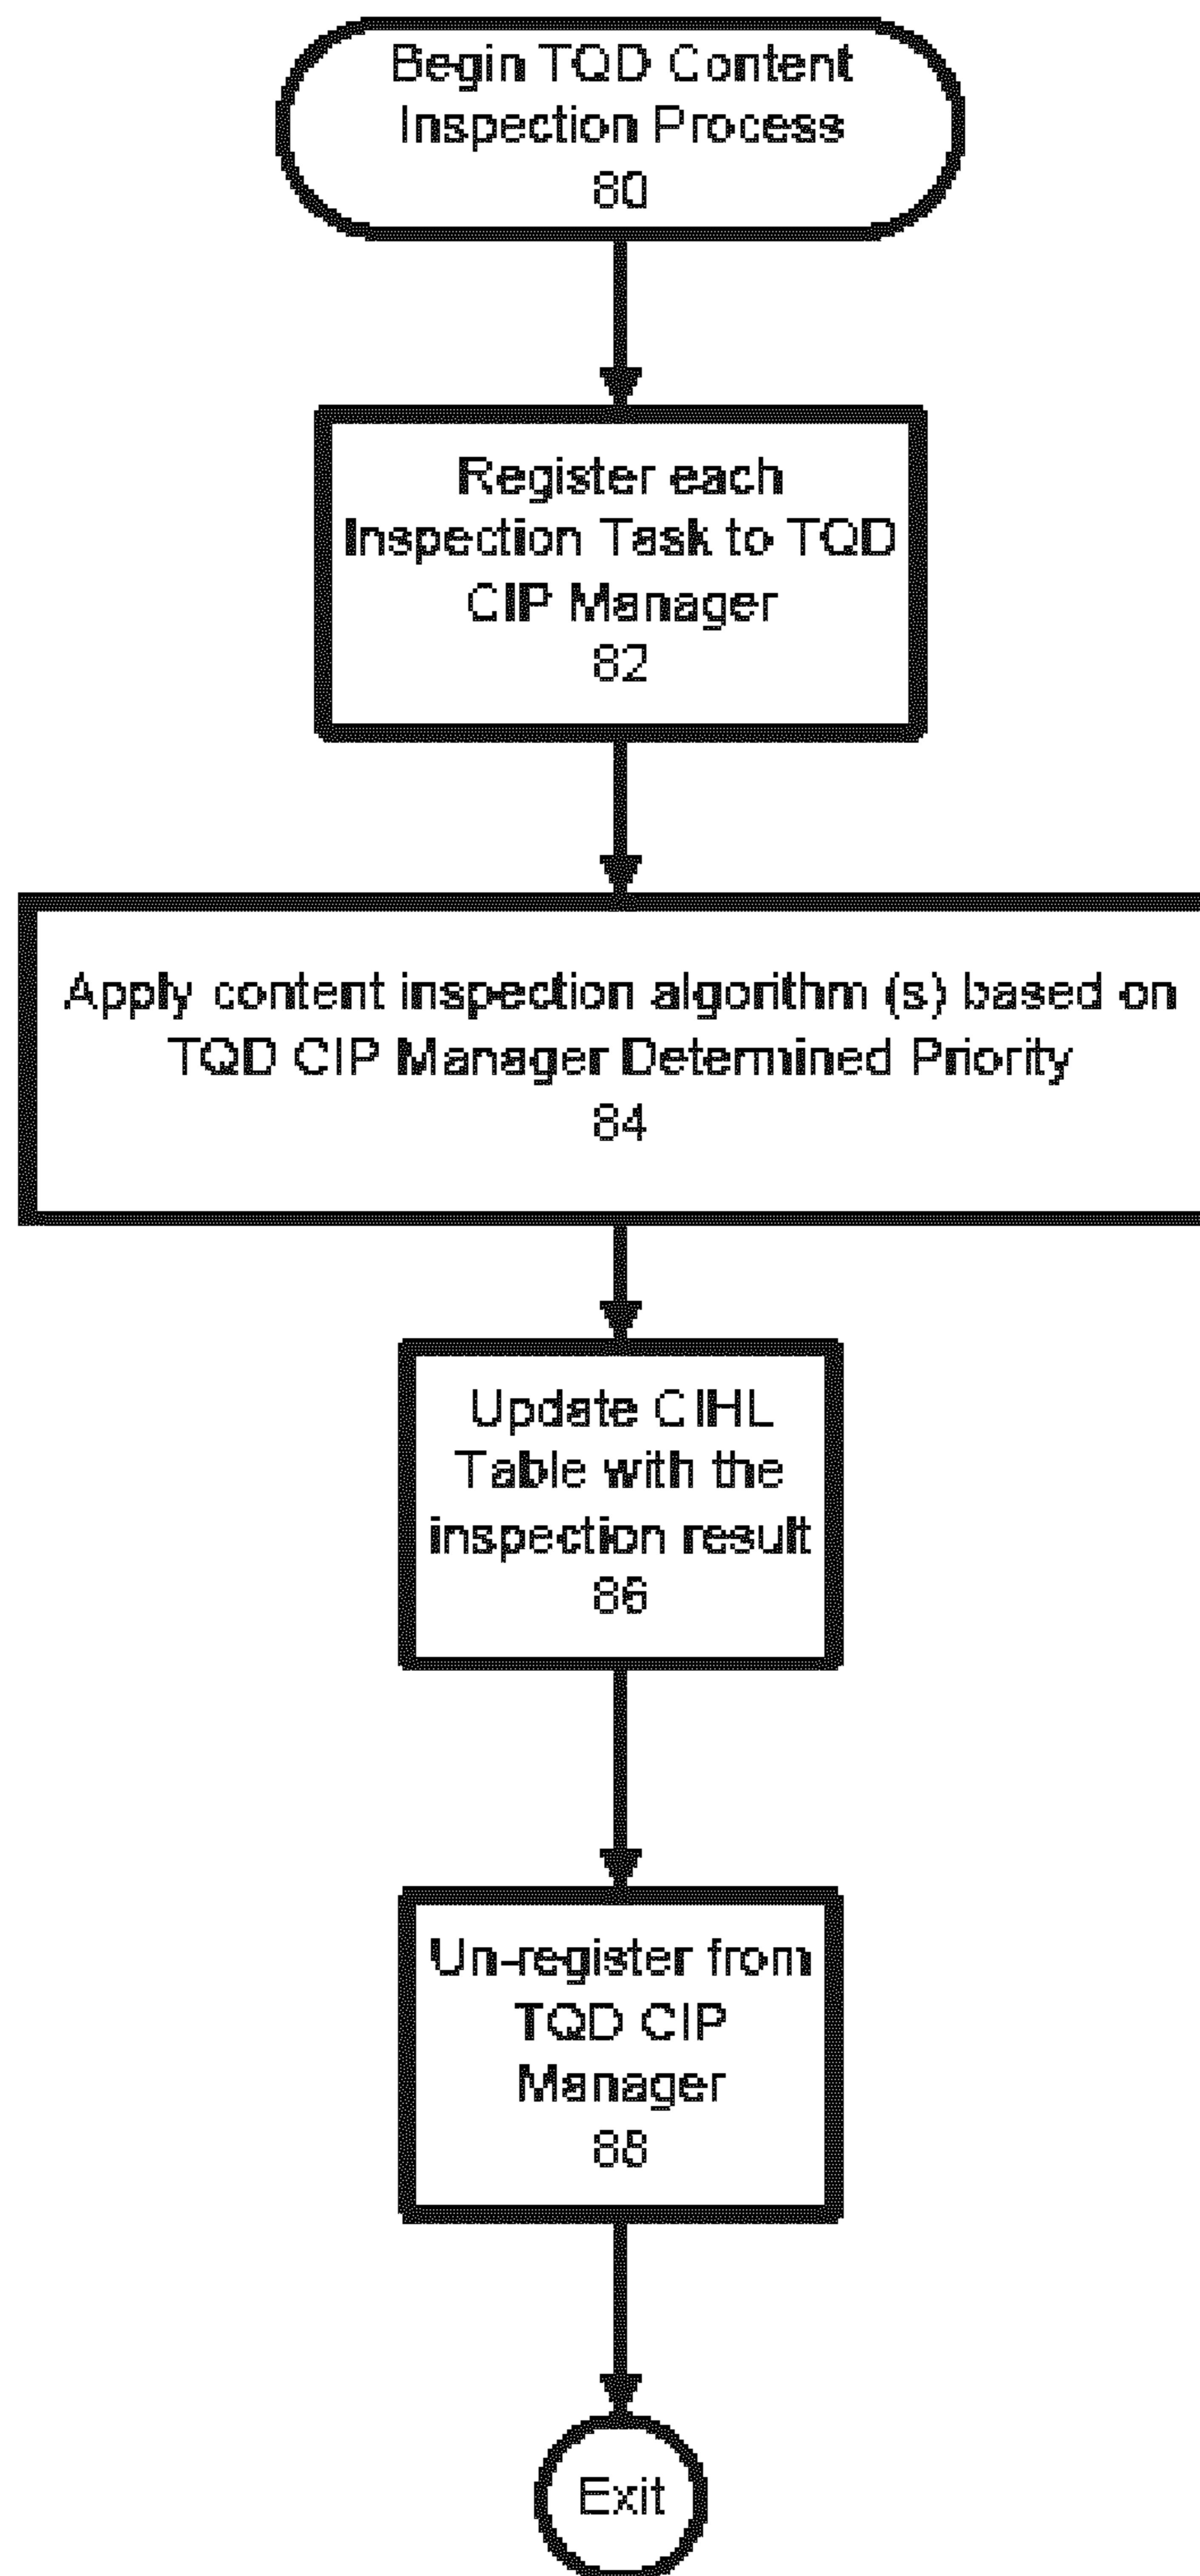 Begin TQD Content
Inspection Process
80
Register each
Inspection Task to TQD
CIP Manager
82
Apply content inspection algorithm (s) based on
TQD CIP Manager Determined Priority
84
Update CIHL
Table with the
inspection result
86
Un-register from
TQD CIP
Manager
88
Exit